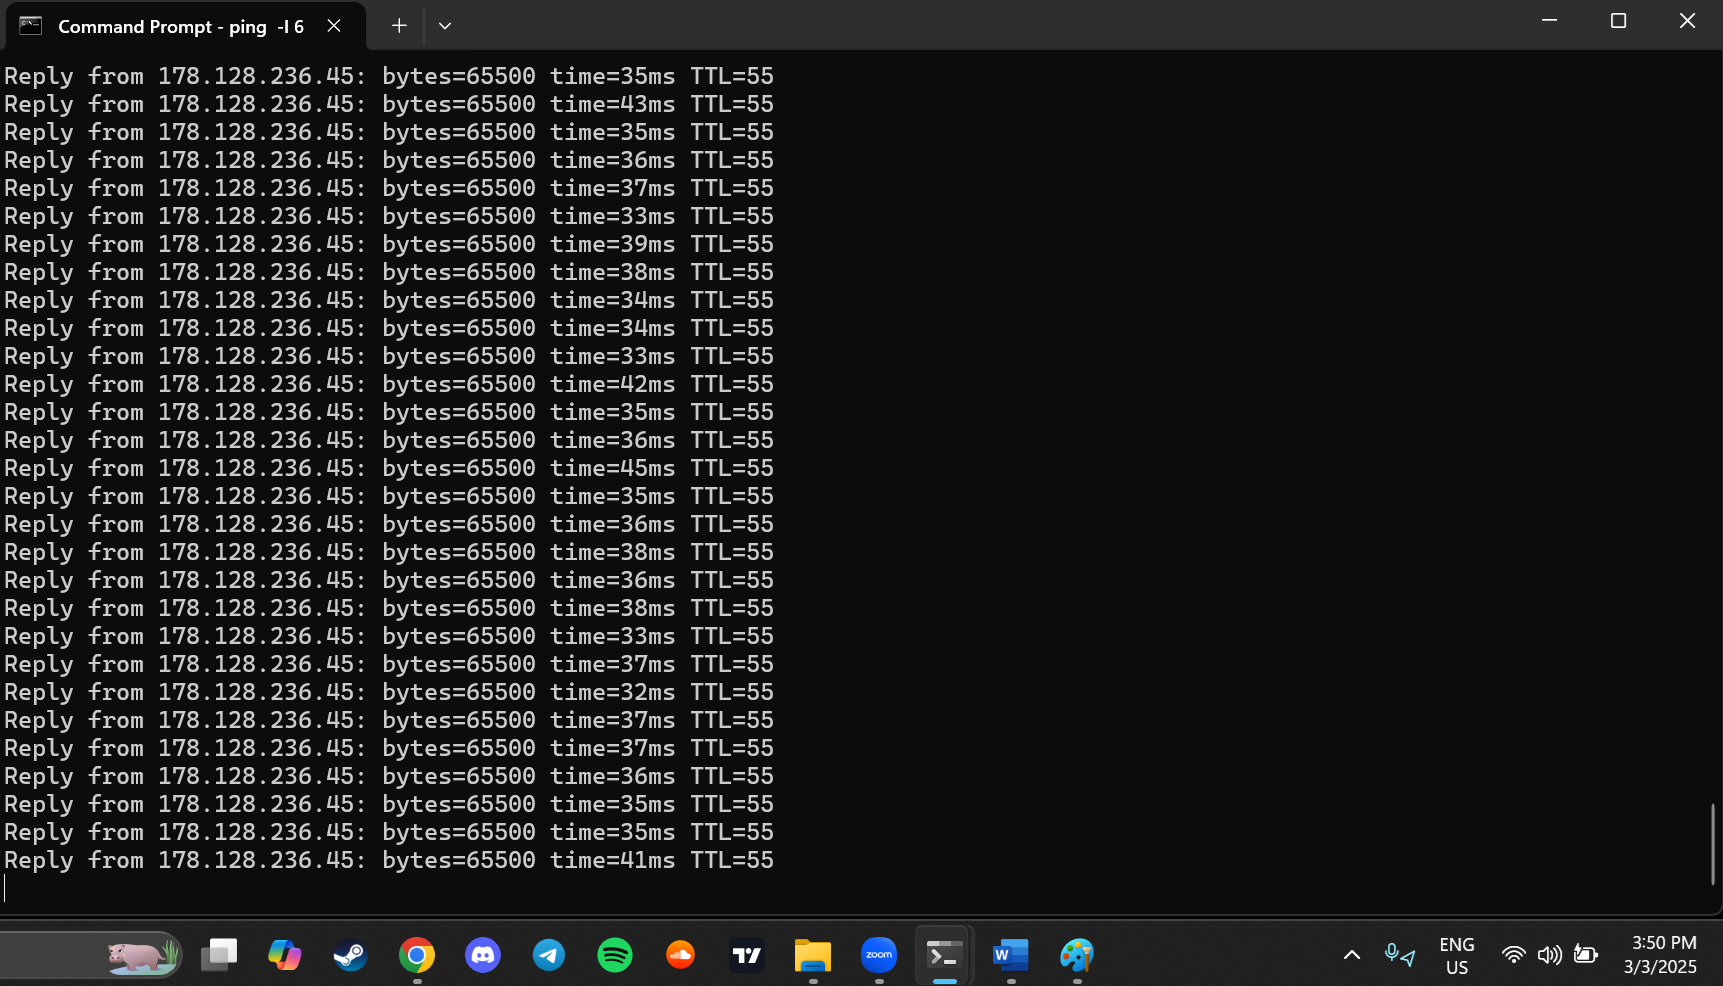 Command Prompt - ping  -l 6
Reply from 178.128.236.45: bytes=65500 time=35ms TTL=55
Reply from 178.128.236.45: bytes=65500 time=43ms TTL=55
Reply from 178.128.236.45: bytes=65500 time=35ms TTL=55
Reply from 178.128.236.45: bytes=65500 time=36ms TTL=55
Reply from 178.128.236.45: bytes=65500 time=37ms TTL=55
Reply from 178.128.236.45: bytes=65500 time=33ms TTL=55
Reply from 178.128.236.45: bytes=65500 time=39ms TTL=55
Reply from 178.128.236.45: bytes=65500 time=38ms TTL=55
Reply from 178.128.236.45: bytes=65500 time=34ms TTL=55
Reply from 178.128.236.45: bytes=65500 time=34ms TTL=55
Reply from 178.128.236.45: bytes=65500 time=33ms TTL=55
Reply from 178.128.236.45: bytes=65500 time=42ms TTL=55
Reply from 178.128.236.45: bytes=65500 time=35ms TTL=55
Reply from 178.128.236.45: bytes=65500 time=36ms TTL=55
Reply from 178.128.236.45: bytes=65500 time=45ms TTL=55
Reply from 178.128.236.45: bytes=65500 time=35ms TTL=55
Reply from 178.128.236.45: bytes=65500 time=36ms TTL=55
Reply from 178.128.236.45: bytes=65500 time=38ms TTL=55
Reply from 178.128.236.45: bytes=65500 time=36ms TTL=55
Reply from 178.128.236.45: bytes=65500 time=38ms TTL=55
Reply from 178.128.236.45: bytes=65500 time=33ms TTL=55
Reply from 178.128.236.45: bytes=65500 time=37ms TTL=55
Reply from 178.128.236.45: bytes=65500 time=32ms TTL=55
Reply from 178.128.236.45: bytes=65500 time=37ms TTL=55
Reply from 178.128.236.45: bytes=65500 time=37ms TTL=55
Reply from 178.128.236.45: bytes=65500 time=36ms TTL=55
Reply from 178.128.236.45: bytes=65500 time=35ms TTL=55
Reply from 178.128.236.45: bytes=65500 time=35ms TTL=55
Reply from 178.128.236.45: bytes=65500 time=41ms TTL=55
zoom
W
ENG
US
3:50 PM
3/3/2025